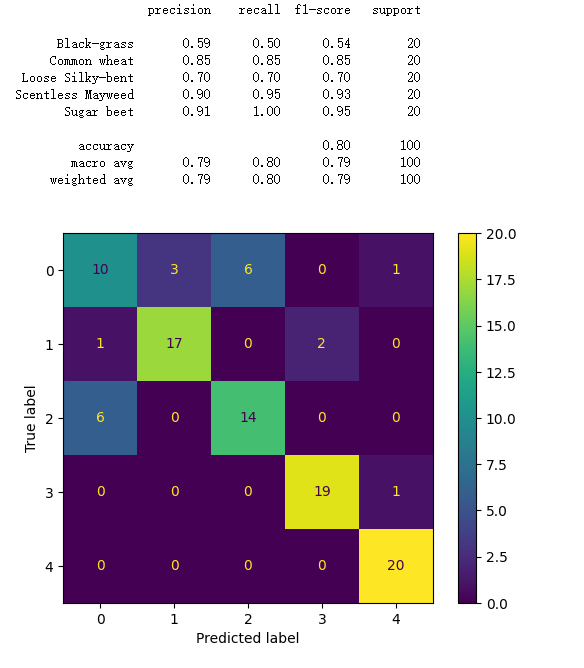 precision recall f1-score support
Black-grass 0.59 0.50 0.54 20
Common wheat 0.85 0.85 0.85 20
Loose Silky-bent 0.70 0.70 0.70 20
Scentless Mayweed 0.90 0.95 0.93 20
Sugar beet 0.91 1.00 0.95 20
accuracy 0.80 100
macro avg 0.79 0.80 0.79 100
weighted avg 0.79 0.80 0.79 100
20.0
0 10 3 6 0 1
17.5
15.0
1 1 17 0 2 0
12.5
10.0
True label
2 6 0 14 0 0
7.5
5.0
3 0 0 0 19 1
2.5
4 0 0 0 0 20
0.0
0 1 2 3 4
Predicted label